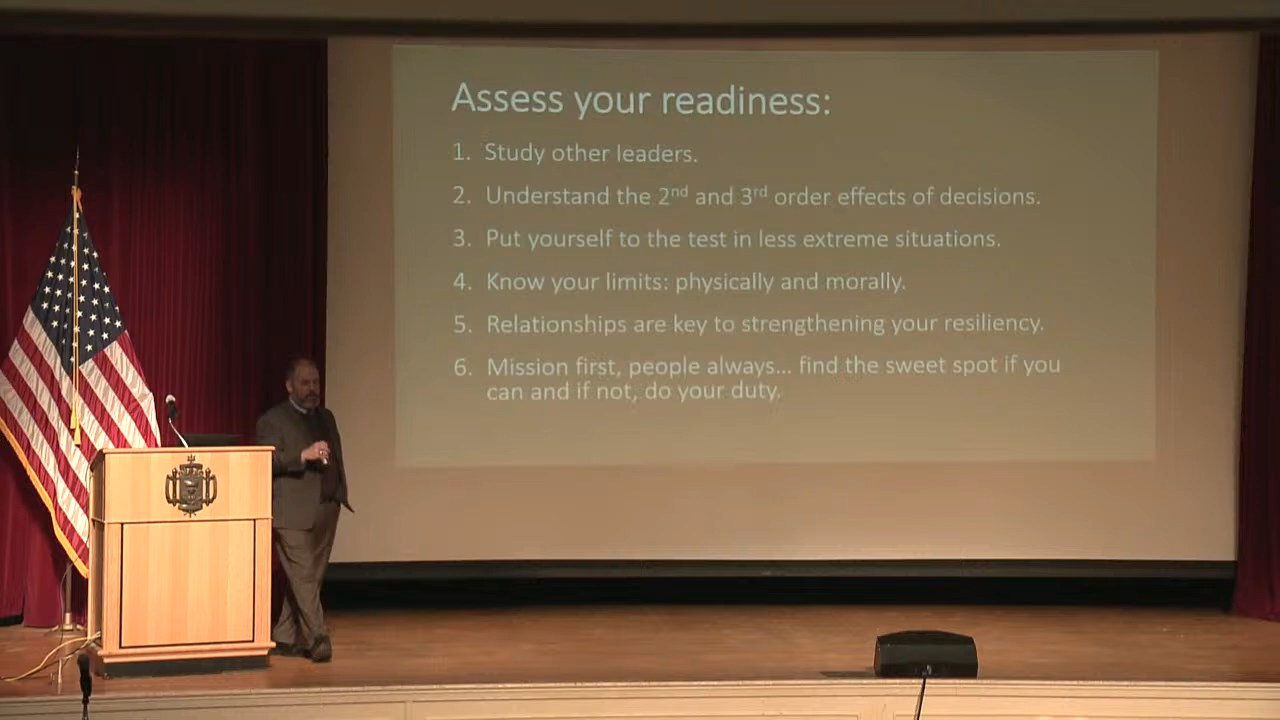 Assess your readiness:
1. Study other leaders.
2. Understand the 2nd and 3rd order effects of decisions.
3. Put yourself to the test in less extreme situations.
4. Know your limits: physically and morally.
5. Relationships are key to strengthening your resiliency.
6. Mission first, people always... find the sweet spot if you
can and if not, do your duty.